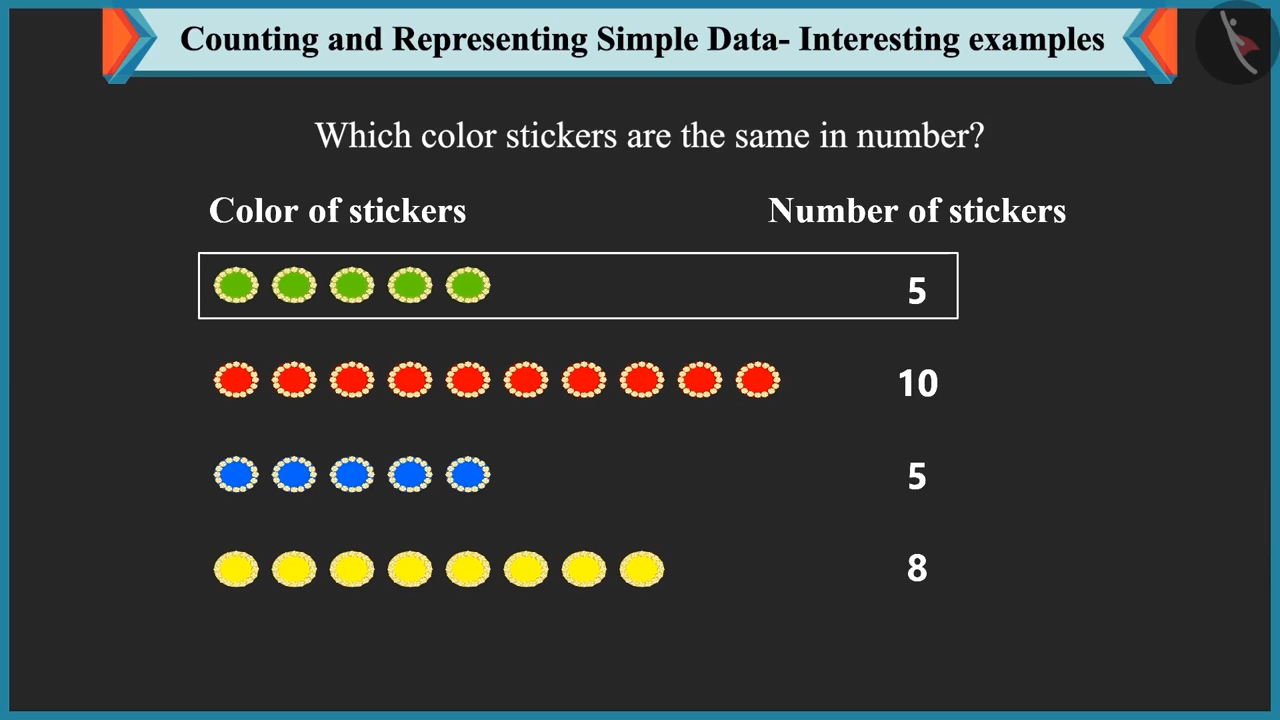 Counting and Representing Simple Data- Interesting examples
Which color stickers are the same in number?
Color of stickers Number of stickers
5
10
5
8